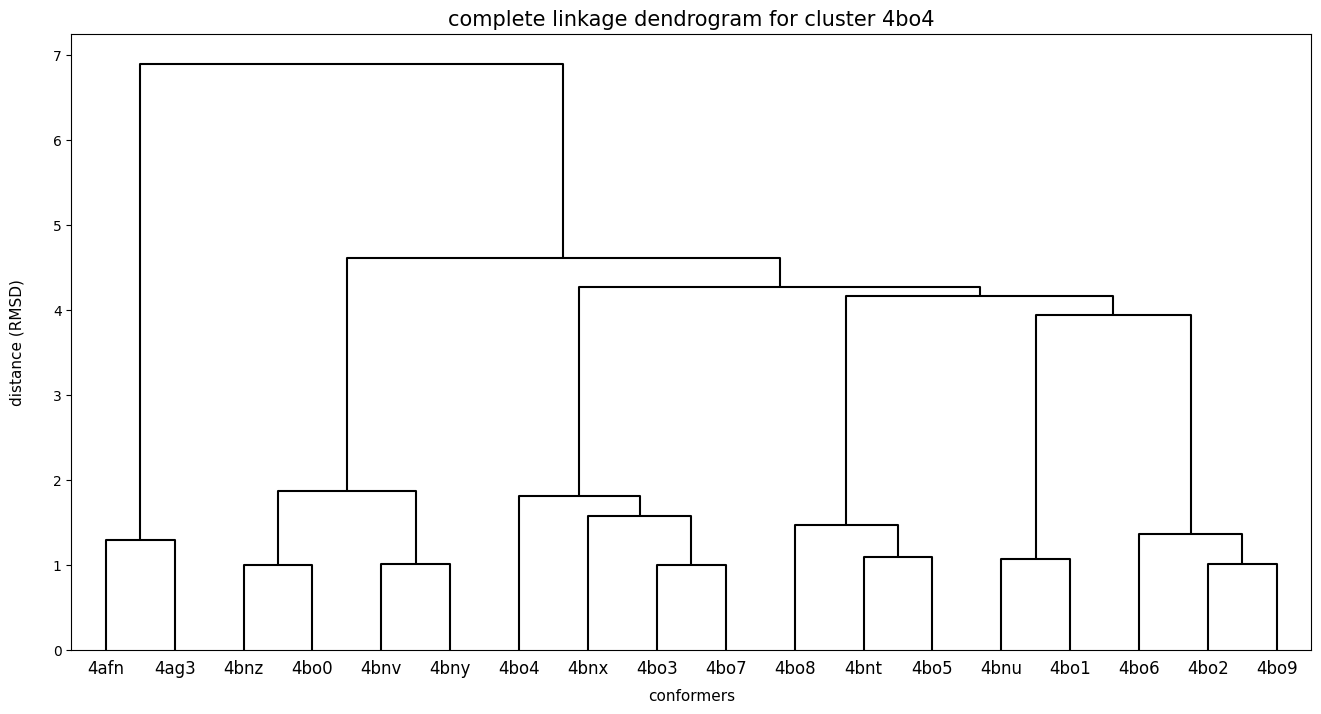 complete linkage dendrogram for cluster 4bo4
7
6
5
4
3
2
1
0
distance (RMSD)
4afn 4ag3 4bnz 4bo0 4bnv 4bny 4bo4 4bnx 4bo3 4bo7 4bo8 4bnt 4bo5 4bnu 4bo1 4bo6 4bo2 4bo9
conformers